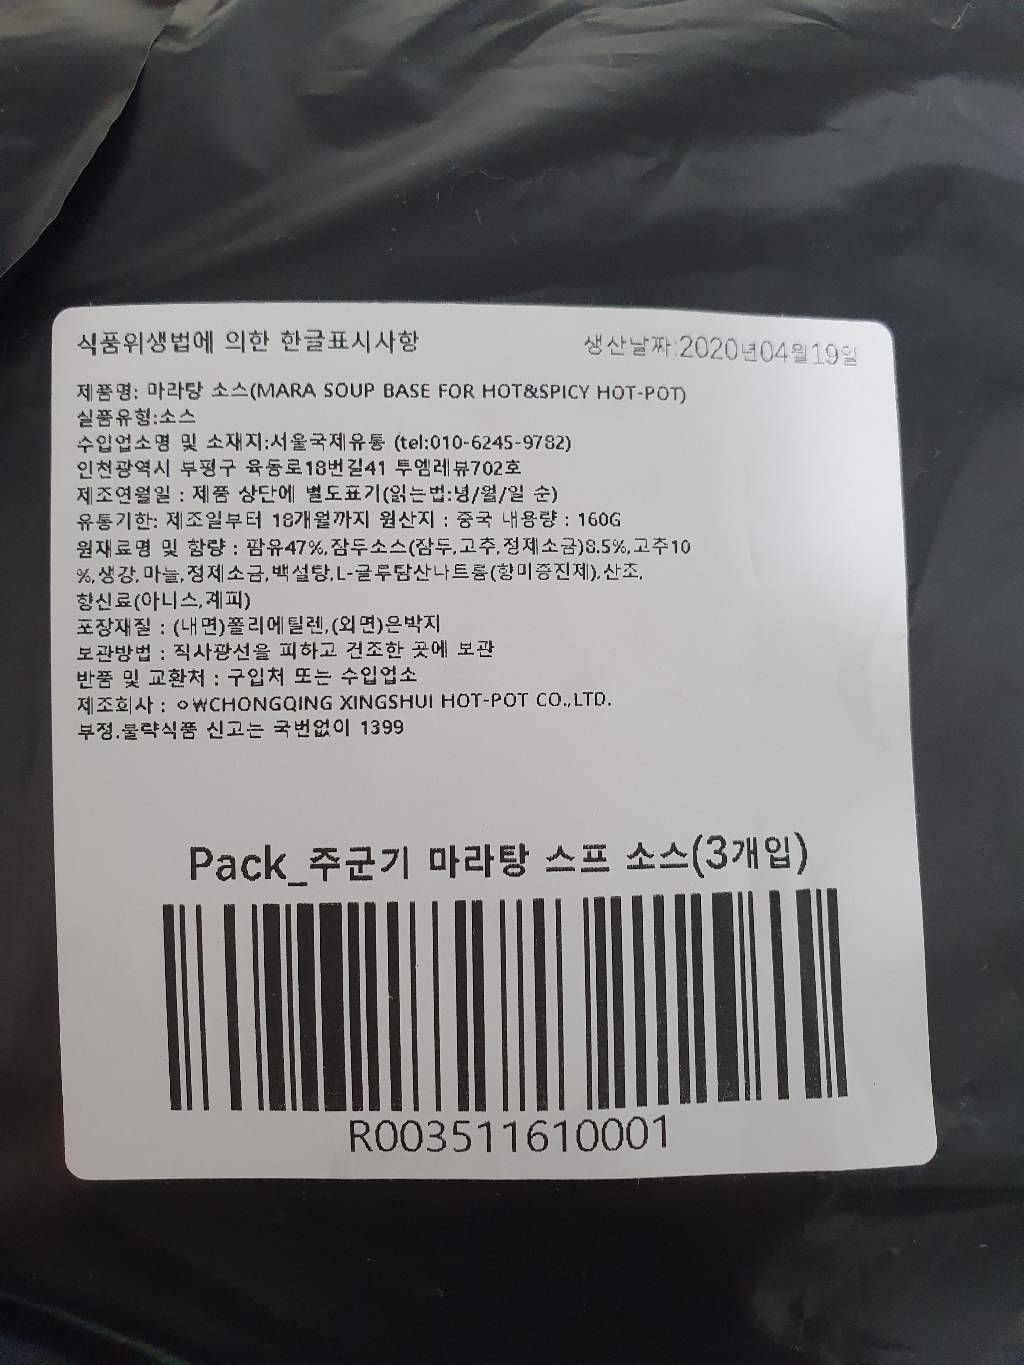 식품위생법에 의한 한글표시사항
생산날짜:2020년04월19일
제품명: 마라탕 소스(MARA SOUP BASE FOR HOT&SPICY HOT-POT)
실품유형:소스
수입업소명 및 소재지:서울국제유통 (tel:010-6245-9782)
인천광역시 부평구 육동로18번길41 투엠레뷰702호
제조연월일 : 제품 상단에 별도표기(읽는법:녕/월/일 순)
유통기한: 제조일부터 18개월까지 원산지 : 중국 내용량 : 160G
원재료명 및 함량 : 팜유47%,잠두소스(잠두,고추,정제소금)8.5%,고추10
%,생강,마늘,정제소금,백설탕,L-글루탐산나트륨(향미증진제),산조,
향신료(아니스,계피)
포장재질 : (내면)폴리에틸렌,(외면)은박지
보관방법 : 직사광선을 피하고 건조한 곳에 보관
반품 및 교환처 : 구입처 또는 수입업소
제조회사 : ㅇ₩CHONGQING XINGSHUI HOT-POT CO.,LTD.
부정.불량식품 신고는 국번없이 1399
Pack_주군기 마라탕 스프 소스(3개입)
R003511610001